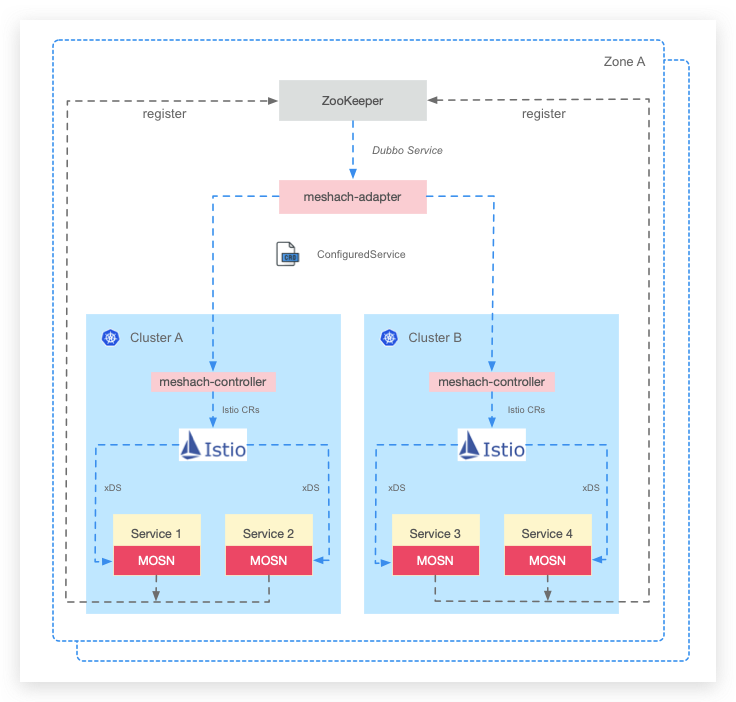 Zone A
ZooKeeper
register
register
Dubbo Service
meshach-adapter
CRD
ConfiguredService
Cluster A
Cluster B
meshach-controller
meshach-controller
Istio CRs
Istio CRs
Istio
Istio
xDS
xDS
xDS
xDS
Service 1
Service 2
Service 3
Service 4
MOSN
MOSN
MOSN
MOSN